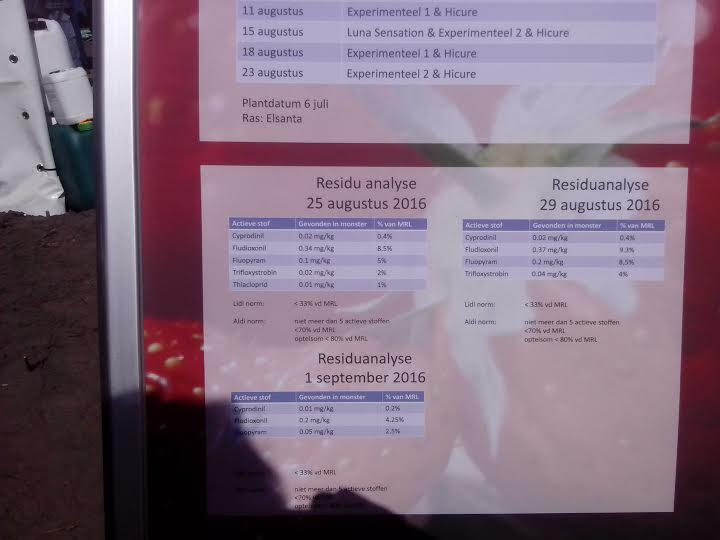 11 augustus Experimenteel 1 & Hicure
15 augustus Luna Sensation & Experimenteel 2 & Hicure
18 augustus Experimenteel 1 & Hicure
23 augustus Experimenteel 2 & Hicure
Plantdatum 6 juli
Ras: Elsanta
Residu analyse
25 augustus 2016
Actieve stof Gevonden in monster % van MRL
Cyprodinil 0.02 mg/kg 0.4%
Fludioxonil 0.34 mg/kg 8.5%
Fluopyram 0.1 mg/kg 5%
Trifloxystrobin 0.02 mg/kg 2%
Thiacloprid 0.01 mg/kg 1%
Lidl norm: < 33% vd MRL
Aldi norm: niet meer dan 5 actieve stoffen
<70% vd MRL
optelsom < 80% vd MRL
Residuanalyse
29 augustus 2016
Actieve stof Gevonden in monster % van MRL
Cyprodinil 0.02 mg/kg 0.4%
Fludioxonil 0.37 mg/kg 9.3%
Fluopyram 0.2 mg/kg 8,5%
Trifloxystrobin 0.04 mg/kg 4%
Lidl norm: < 33% vd MRL
Aldi norm: niet meer dan 5 actieve stoffen
<70% vd MRL
optelsom < 80% vd MRL
Residuanalyse
1 september 2016
Actieve stof Gevonden in monster % van MRL
Cyprodinil 0.01 mg/kg 0.2%
Fludioxonil 0.2 mg/kg 4.25%
Fluopyram 0.05 mg/kg 2.5%
< 33% vd MRL
niet meer dan 5 actieve stoffen
<70%